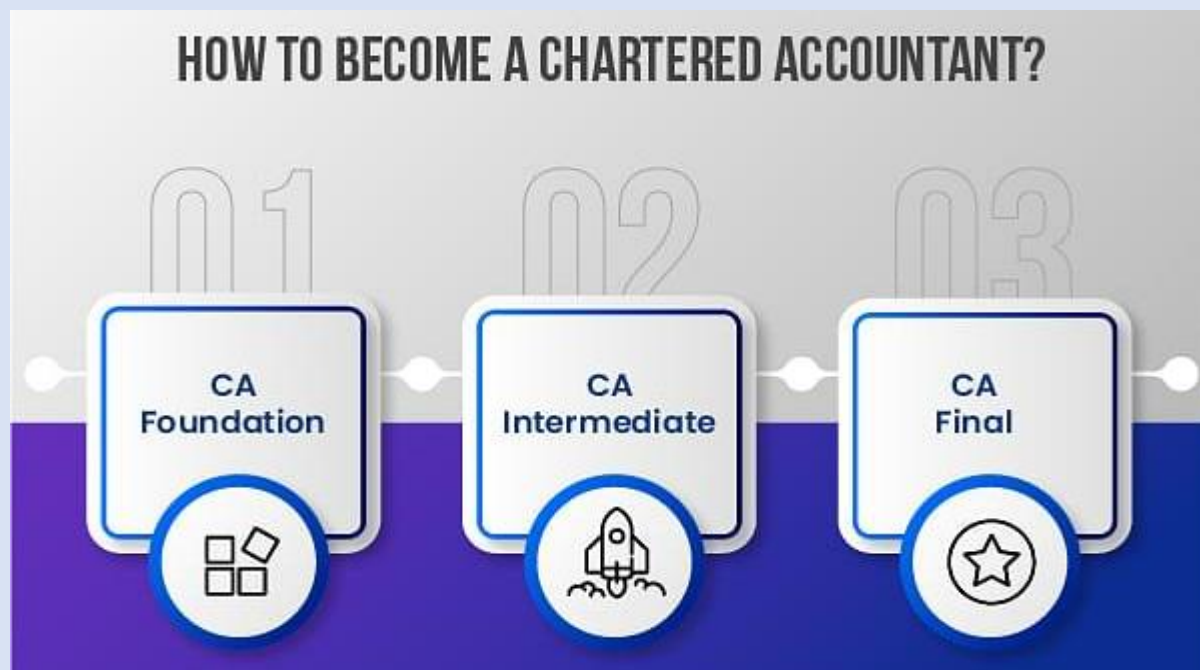 HOW TO BECOME A CHARTERED ACCOUNTANT?
01
02
03
CA
Foundation
CA
Intermediate
CA
Final